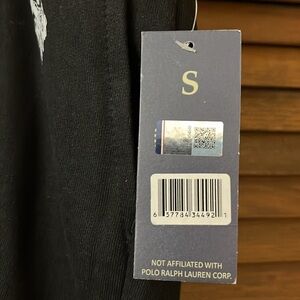 S
6 57784 34492 1
NOT AFFILIATED WITH
POLO RALPH LAUREN CORP.